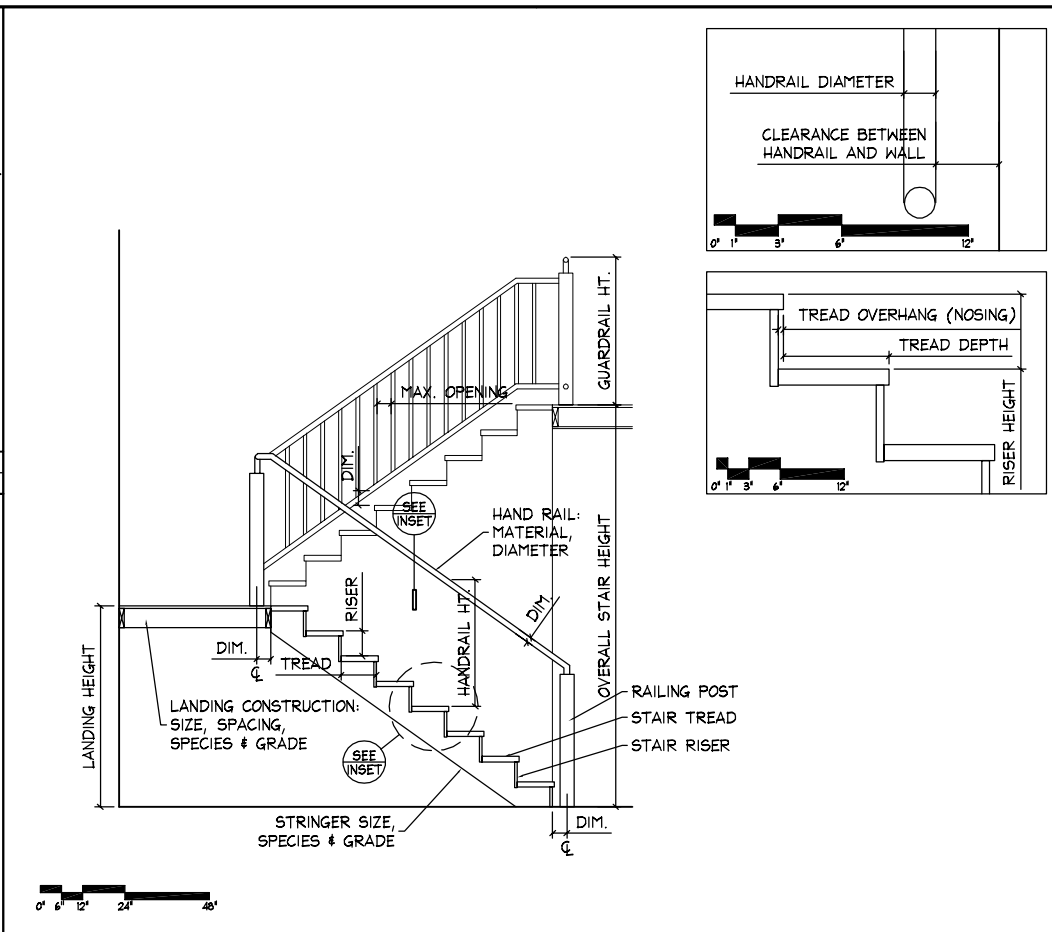 HANDRAIL DIAMETER
CLEARANCE BETWEEN
HANDRAIL AND WALL
0" 1" 3" 6" 12"
TREAD OVERHANG (NOSING)
TREAD DEPTH
RISER HEIGHT
0" 1" 3" 6" 12"
GUARDRAIL HT.
MAX. OPENING
DIM.
SEE
INSET
HAND RAIL:
MATERIAL,
DIAMETER
RISER
HANDRAIL HT.
DIM.
OVERALL STAIR HEIGHT
DIM.
℄
TREAD
LANDING HEIGHT
LANDING CONSTRUCTION:
SIZE, SPACING,
SPECIES & GRADE
SEE
INSET
RAILING POST
STAIR TREAD
STAIR RISER
STRINGER SIZE,
SPECIES & GRADE
DIM.
℄
0" 6" 12" 24" 48"